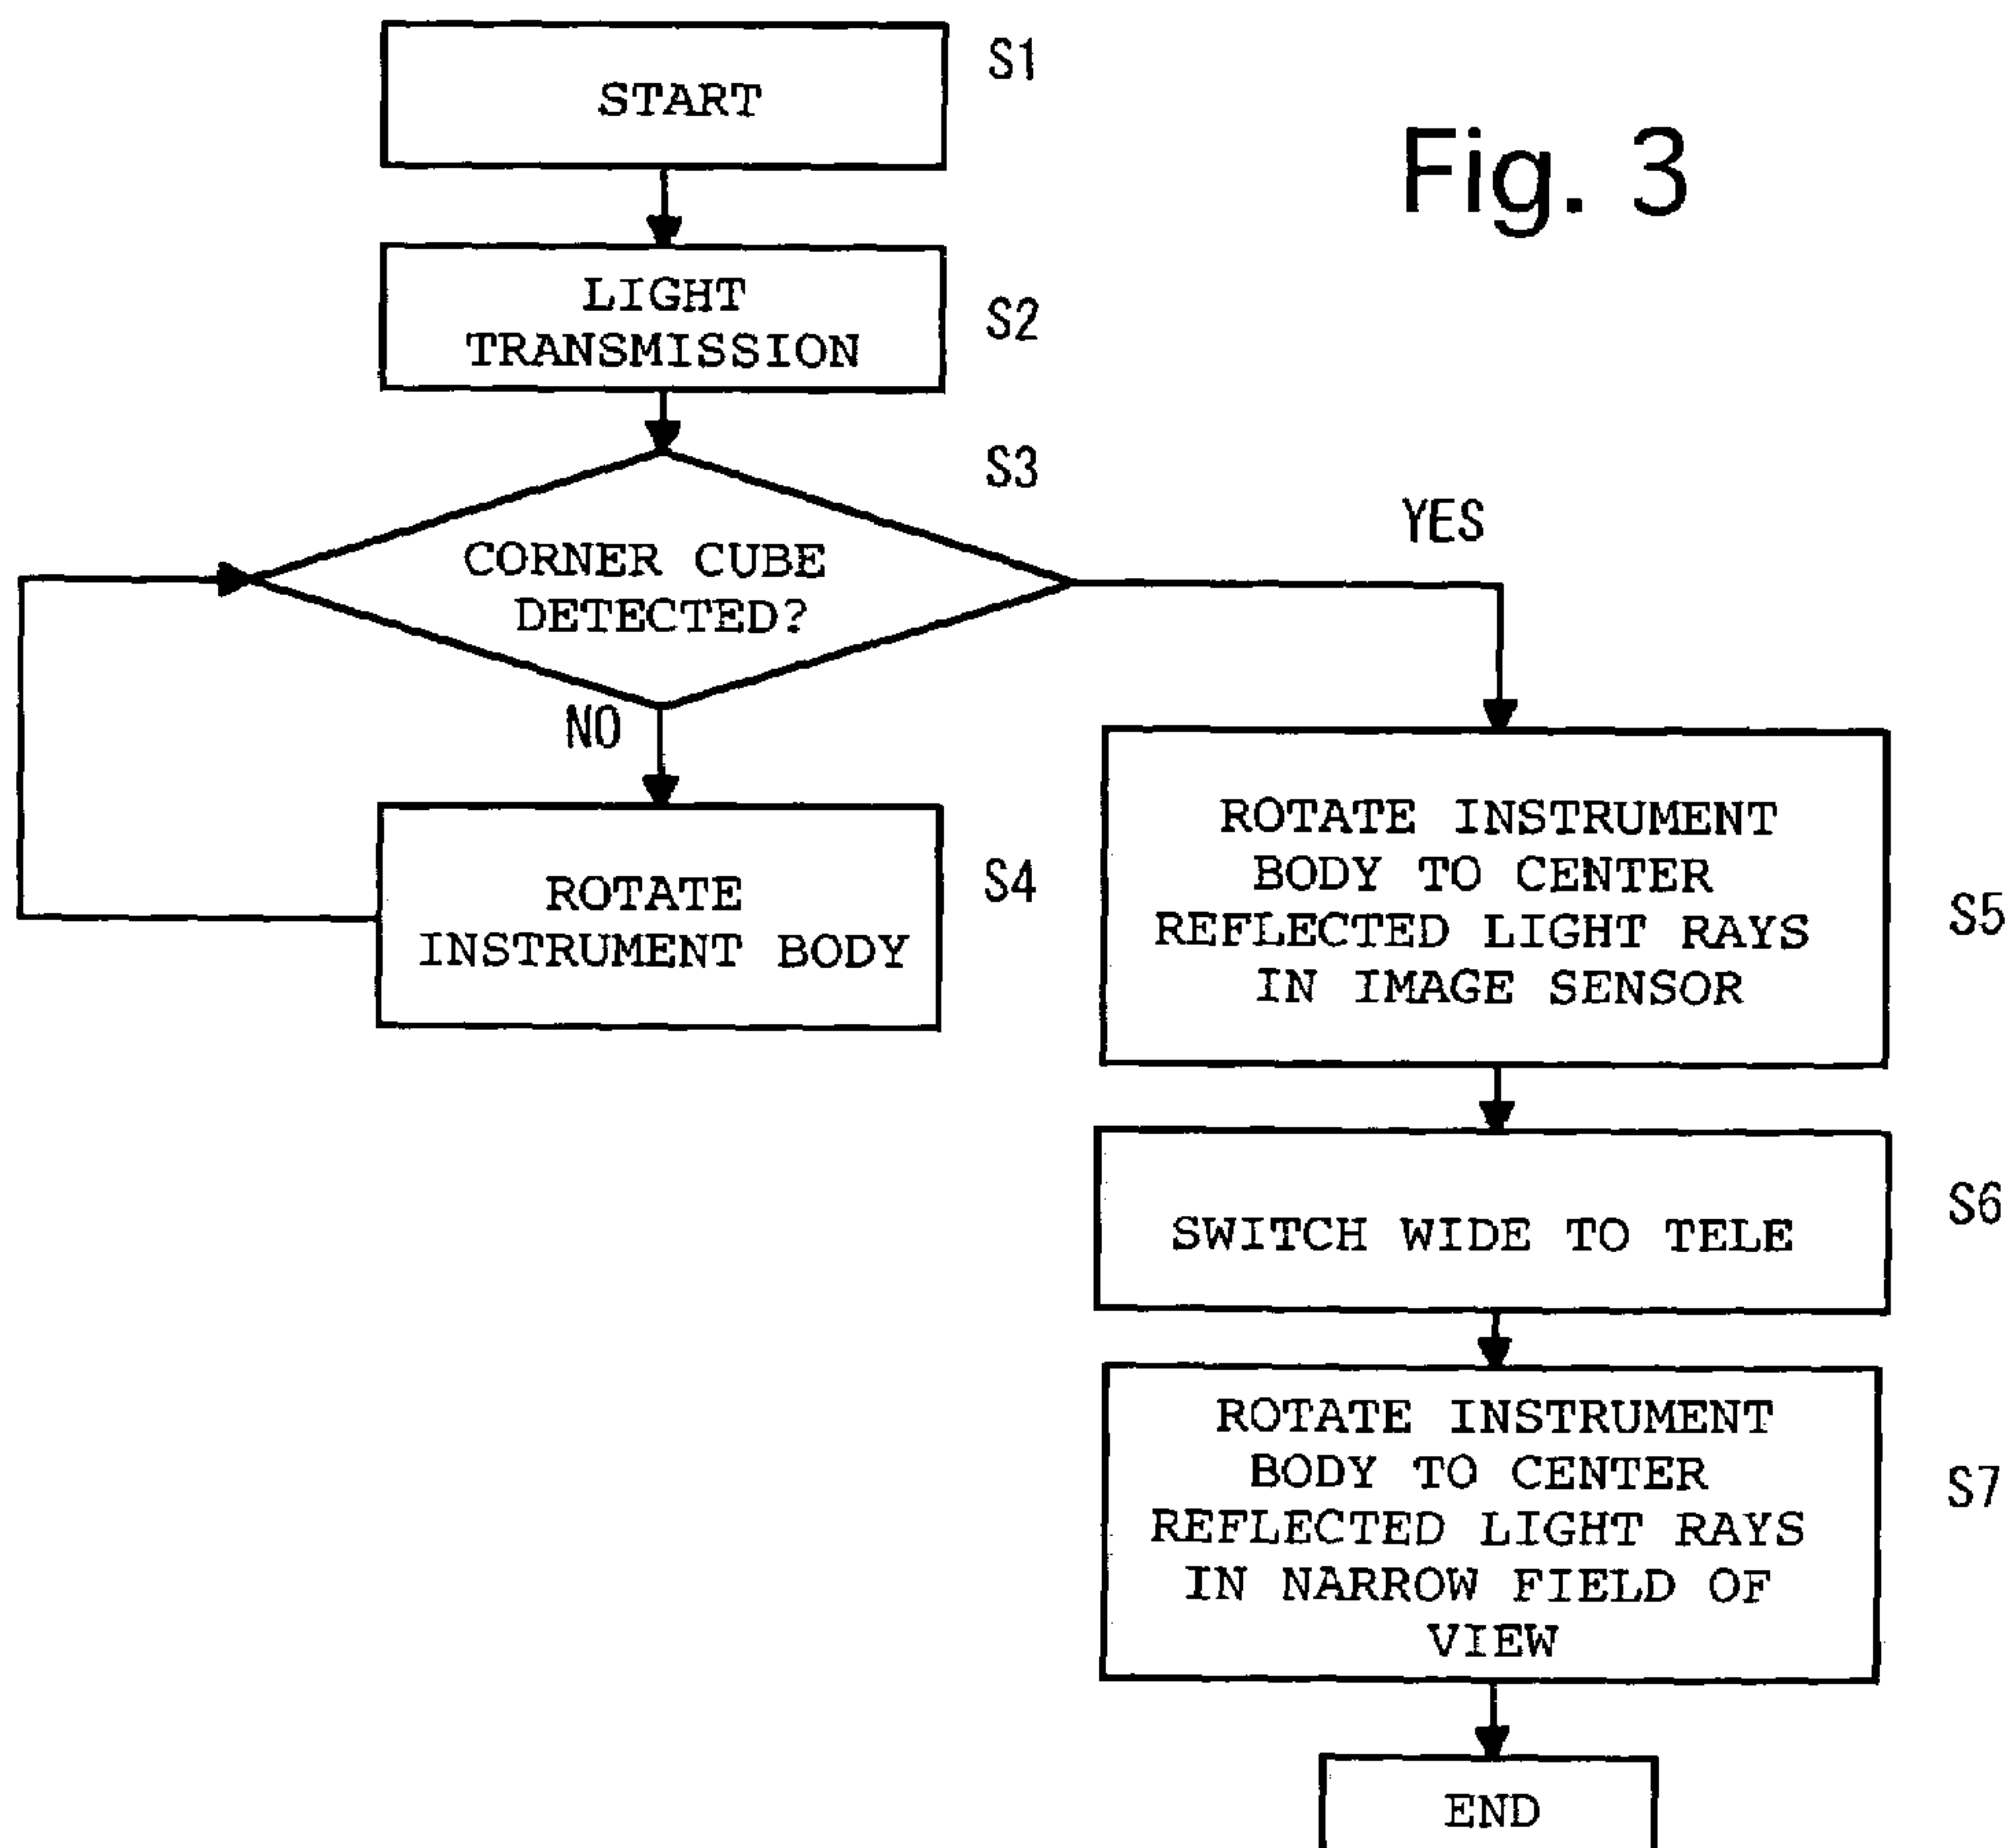 START
S1
Fig. 3
LIGHT
TRANSMISSION
S2
CORNER CUBE
DETECTED?
S3
YES
NO
ROTATE
INSTRUMENT BODY
S4
ROTATE INSTRUMENT
BODY TO CENTER
REFLECTED LIGHT RAYS
IN IMAGE SENSOR
S5
SWITCH WIDE TO TELE
S6
ROTATE INSTRUMENT
BODY TO CENTER
REFLECTED LIGHT RAYS
IN NARROW FIELD OF
VIEW
S7
END